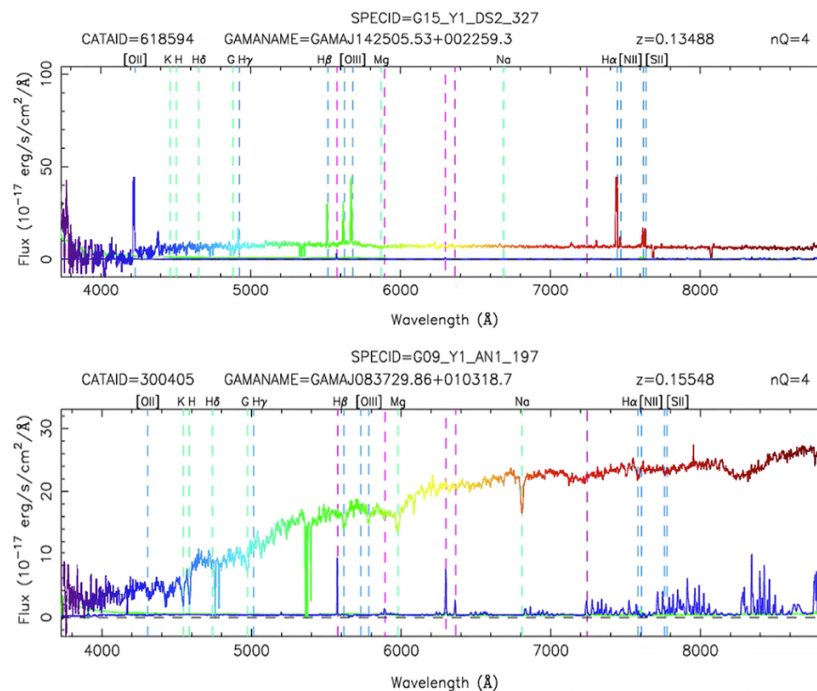 SPECID=G15_Y1_DS2_327
CATAID=618594 GAMANAME=GAMAJ142505.53+002259.3 z=0.13488 nQ=4
[OII] K H Hδ G Hγ Hβ [OIII] Mg Na Hα [NII] [SII]
100
50
0
Flux (10⁻¹⁷ erg/s/cm²/Å)
4000 5000 6000 7000 8000
Wavelength (Å)
SPECID=G09_Y1_AN1_197
CATAID=300405 GAMANAME=GAMAJ083729.86+010318.7 z=0.15548 nQ=4
[OII] K H Hδ G Hγ Hβ [OIII] Mg Na Hα [NII] [SII]
30
20
10
0
Flux (10⁻¹⁷ erg/s/cm²/Å)
4000 5000 6000 7000 8000
Wavelength (Å)